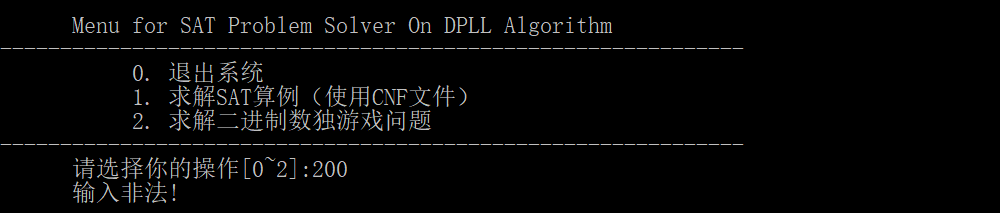 Menu for SAT Problem Solver On DPLL Algorithm
--------------------------------------------------------------
0. 退出系统
1. 求解SAT算例（使用CNF文件）
2. 求解二进制数独游戏问题
--------------------------------------------------------------
请选择你的操作[0~2]:200
输入非法!